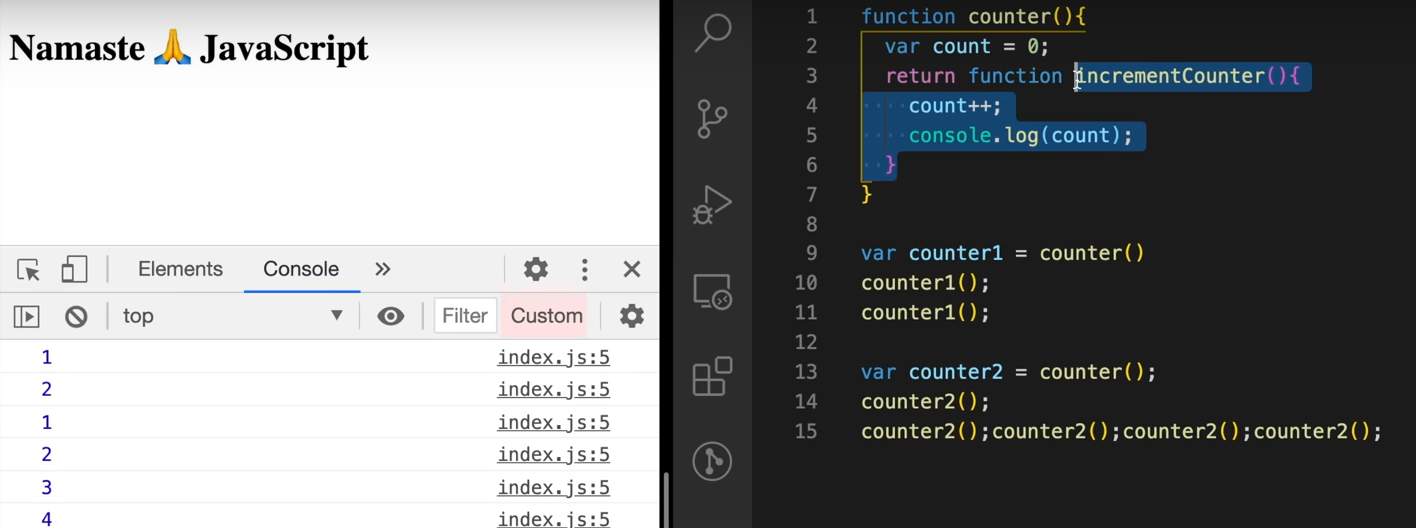 Namaste 🙏 JavaScript
Elements Console »
top Filter Custom
1 index.js:5
2 index.js:5
1 index.js:5
2 index.js:5
3 index.js:5
4 index.js:5
1 function counter(){
2 var count = 0;
3 return function incrementCounter(){
4 count++;
5 console.log(count);
6 }
7 }
8
9 var counter1 = counter()
10 counter1();
11 counter1();
12
13 var counter2 = counter();
14 counter2();
15 counter2();counter2();counter2();counter2();